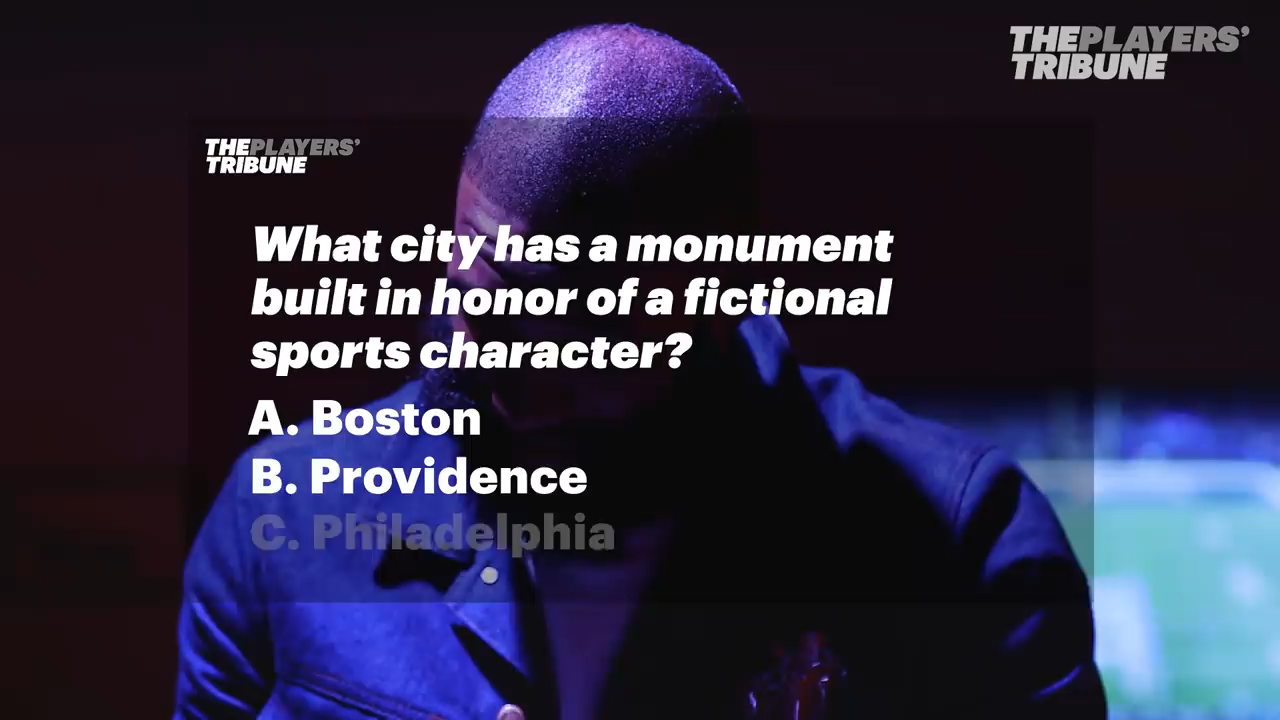 THEPLAYERS'
TRIBUNE
THEPLAYERS'
TRIBUNE
What city has a monument
built in honor of a fictional
sports character?
A. Boston
B. Providence
C. Philadelphia